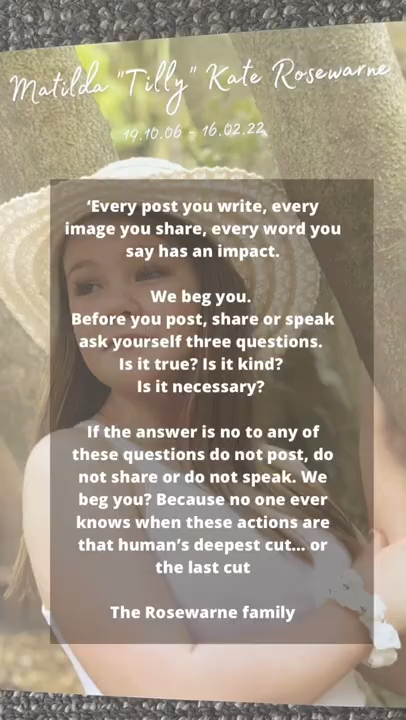 Matilda "Tilly" Kate Rosewarne
19.10.06 - 16.02.22
‘Every post you write, every
image you share, every word you
say has an impact.
We beg you.
Before you post, share or speak
ask yourself three questions.
Is it true? Is it kind?
Is it necessary?
If the answer is no to any of
these questions do not post, do
not share or do not speak. We
beg you? Because no one ever
knows when these actions are
that human’s deepest cut... or
the last cut
The Rosewarne family